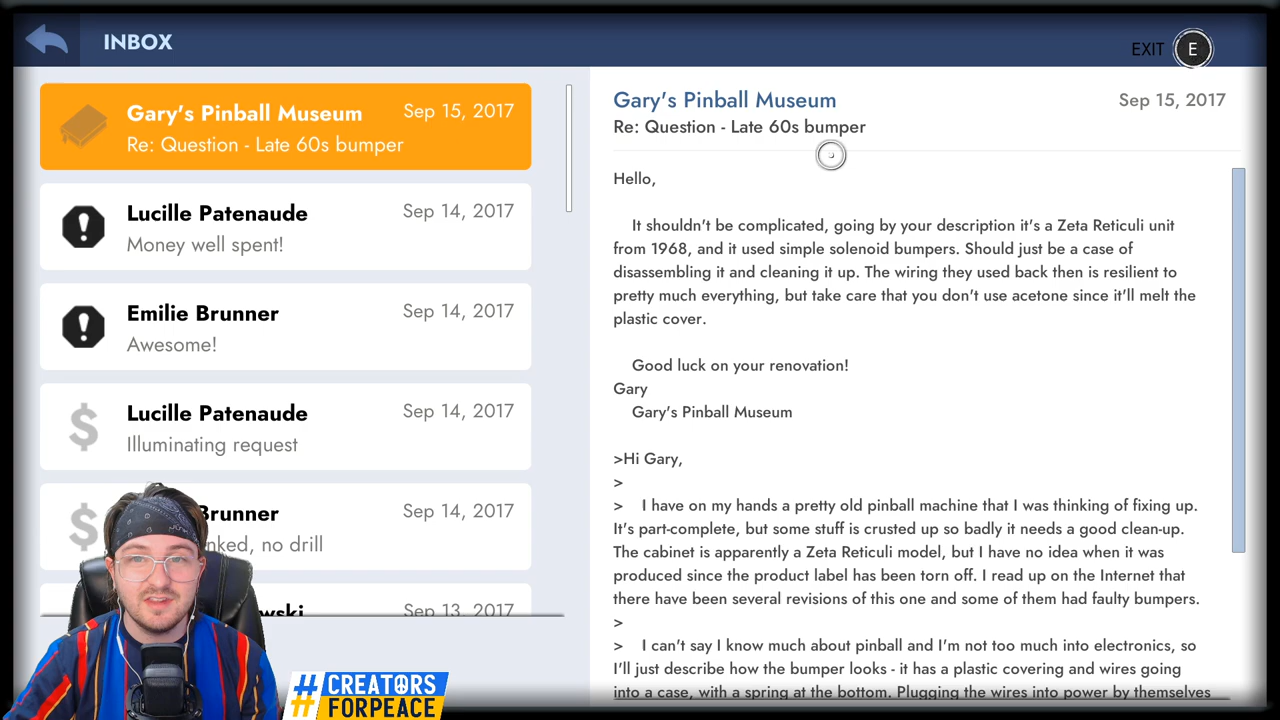 INBOX
EXIT E
Gary's Pinball Museum Sep 15, 2017
Re: Question - Late 60s bumper
Lucille Patenaude Sep 14, 2017
Money well spent!
Emilie Brunner Sep 14, 2017
Awesome!
Lucille Patenaude Sep 14, 2017
Illuminating request
Brunner Sep 14, 2017
no drill
Sep 13, 2017
Gary's Pinball Museum Sep 15, 2017
Re: Question - Late 60s bumper
Hello,
It shouldn't be complicated, going by your description it's a Zeta Reticuli unit
from 1968, and it used simple solenoid bumpers. Should just be a case of
disassembling it and cleaning it up. The wiring they used back then is resilient to
pretty much everything, but take care that you don't use acetone since it'll melt the
plastic cover.
Good luck on your renovation!
Gary
Gary's Pinball Museum
>Hi Gary,
>
> I have on my hands a pretty old pinball machine that I was thinking of fixing up.
It's part-complete, but some stuff is crusted up so badly it needs a good clean-up.
The cabinet is apparently a Zeta Reticuli model, but I have no idea when it was
produced since the product label has been torn off. I read up on the Internet that
there have been several revisions of this one and some of them had faulty bumpers.
>
> I can't say I know much about pinball and I'm not too much into electronics, so
I'll just describe how the bumper looks - it has a plastic covering and wires going
into a case, with a spring at the bottom. Plugging the wires into power by themselves
#CREATORS
FORPEACE